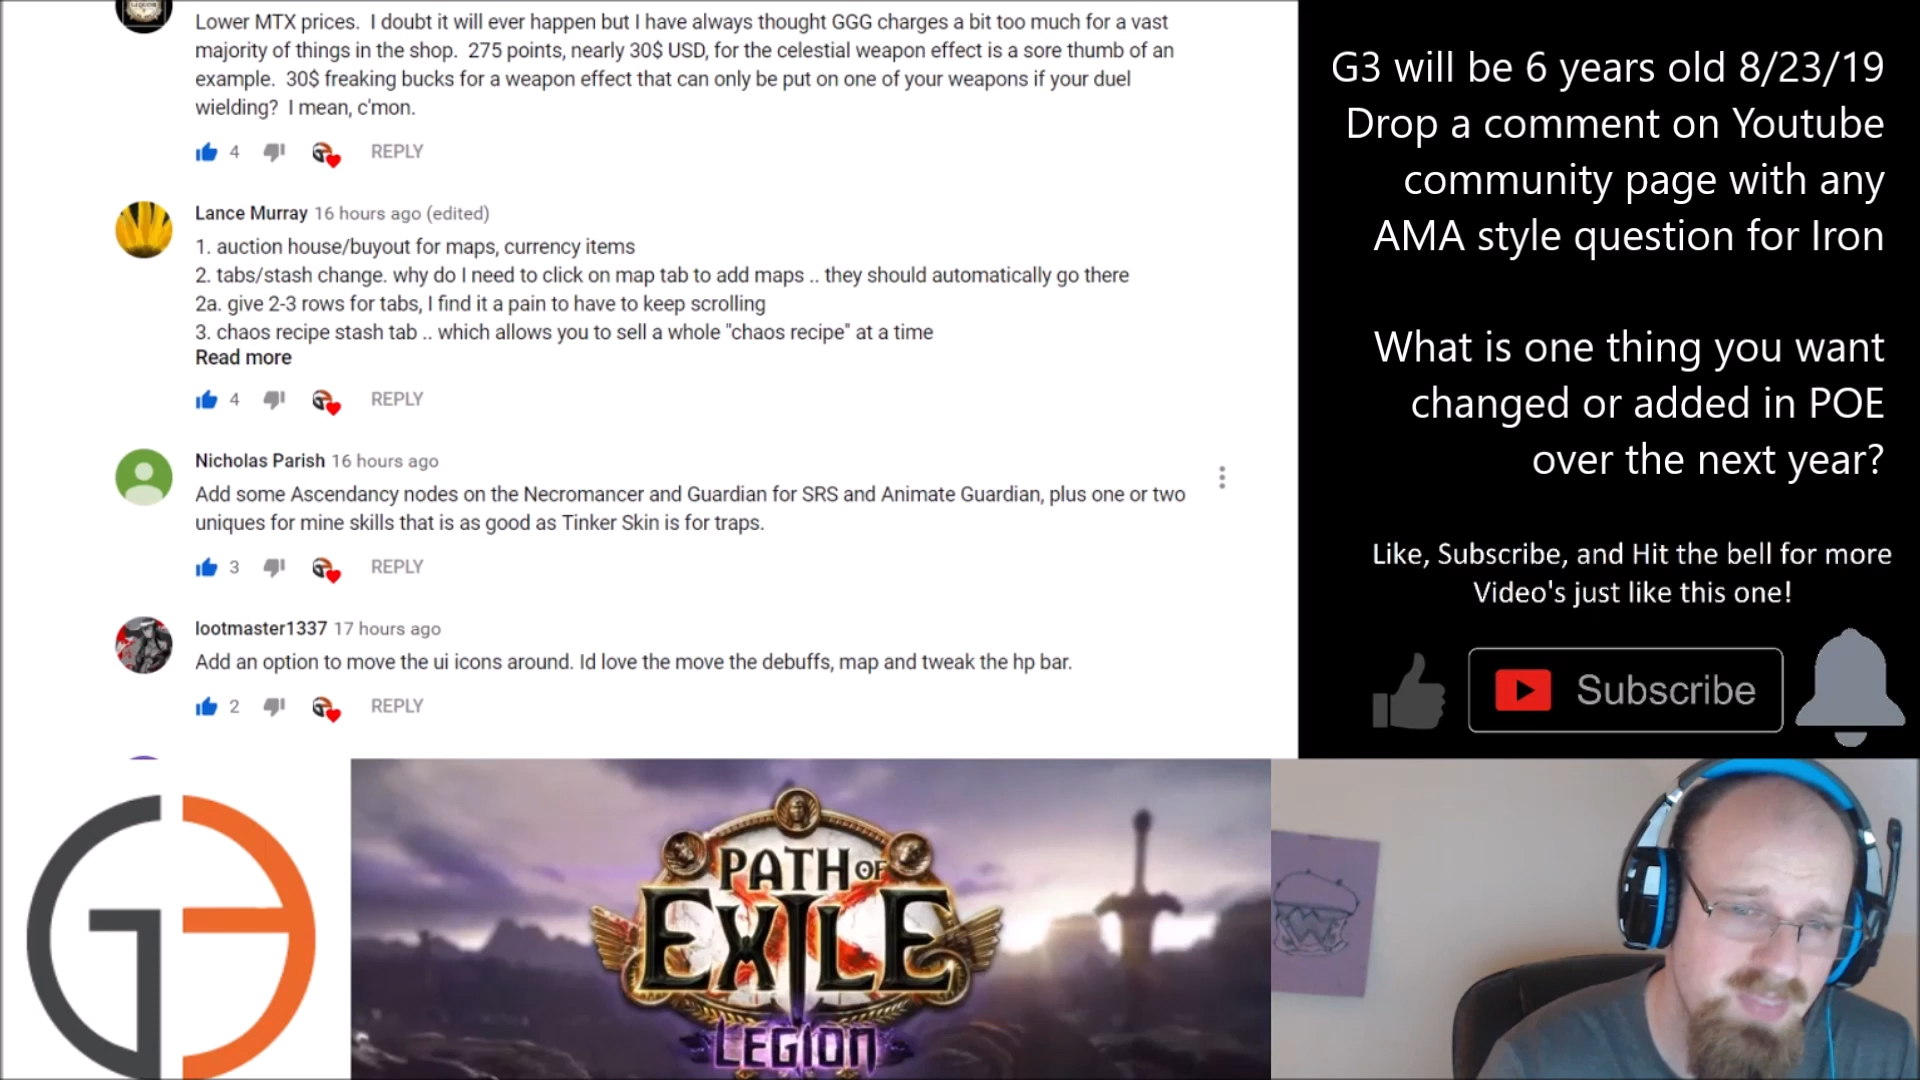 Lower MTX prices.  I doubt it will ever happen but I have always thought GGG charges a bit too much for a vast
majority of things in the shop.  275 points, nearly 30$ USD, for the celestial weapon effect is a sore thumb of an
example.  30$ freaking bucks for a weapon effect that can only be put on one of your weapons if your duel
wielding?  I mean, c'mon.
4 REPLY
Lance Murray 16 hours ago (edited)
1. auction house/buyout for maps, currency items
2. tabs/stash change. why do I need to click on map tab to add maps .. they should automatically go there
2a. give 2-3 rows for tabs, I find it a pain to have to keep scrolling
3. chaos recipe stash tab .. which allows you to sell a whole "chaos recipe" at a time
Read more
4 REPLY
Nicholas Parish 16 hours ago
Add some Ascendancy nodes on the Necromancer and Guardian for SRS and Animate Guardian, plus one or two
uniques for mine skills that is as good as Tinker Skin is for traps.
3 REPLY
lootmaster1337 17 hours ago
Add an option to move the ui icons around. Id love the move the debuffs, map and tweak the hp bar.
2 REPLY
G3 will be 6 years old 8/23/19
Drop a comment on Youtube
community page with any
AMA style question for Iron
What is one thing you want
changed or added in POE
over the next year?
Like, Subscribe, and Hit the bell for more
Video's just like this one!
Subscribe
G3
PATH OF
EXILE
LEGION